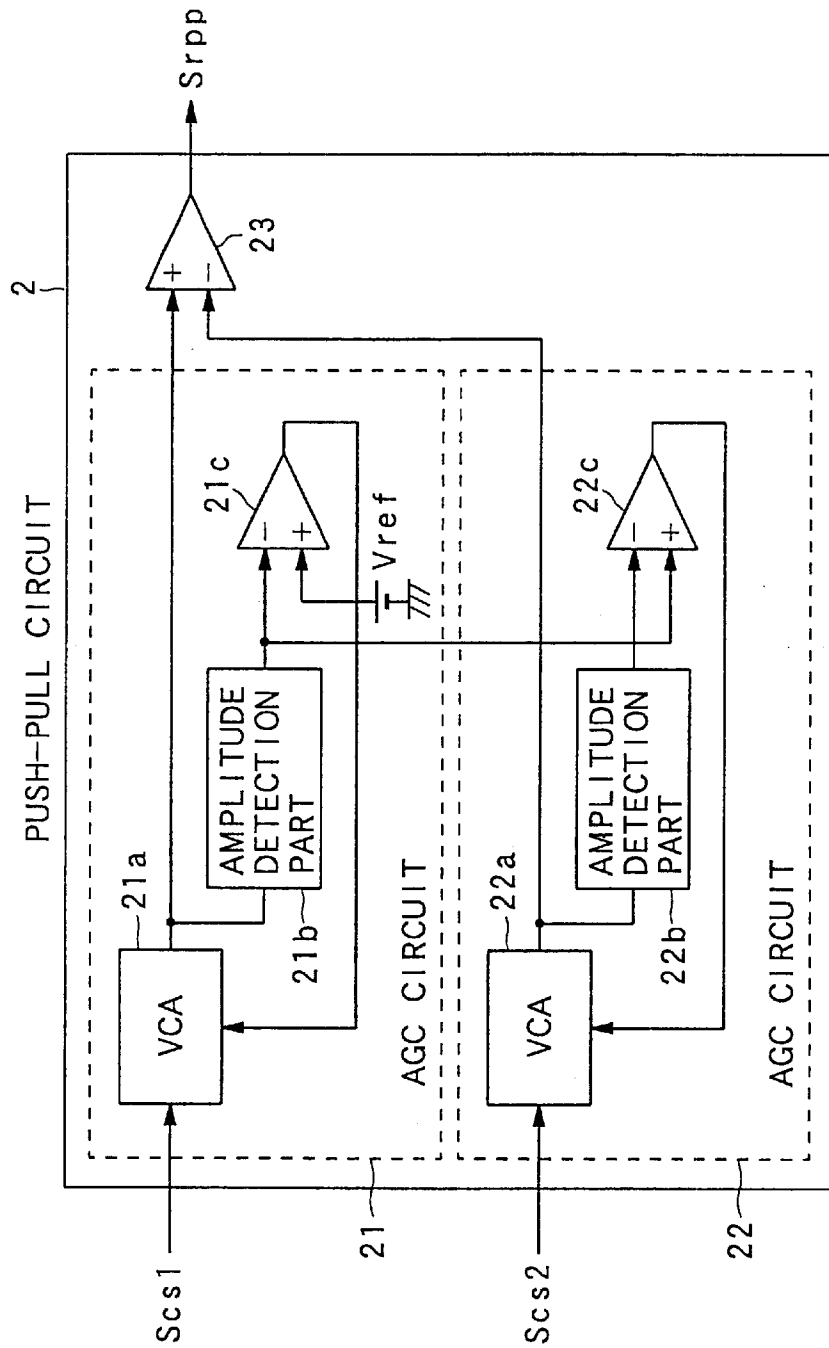 PUSH-PULL CIRCUIT
2
Srpp
23
+
−
21a
VCA
21c
−
+
Vref
AMPLITUDE
DETECTION
PART
21b
AGC CIRCUIT
Scs1
21
22a
VCA
22c
−
+
AMPLITUDE
DETECTION
PART
22b
AGC CIRCUIT
Scs2
22